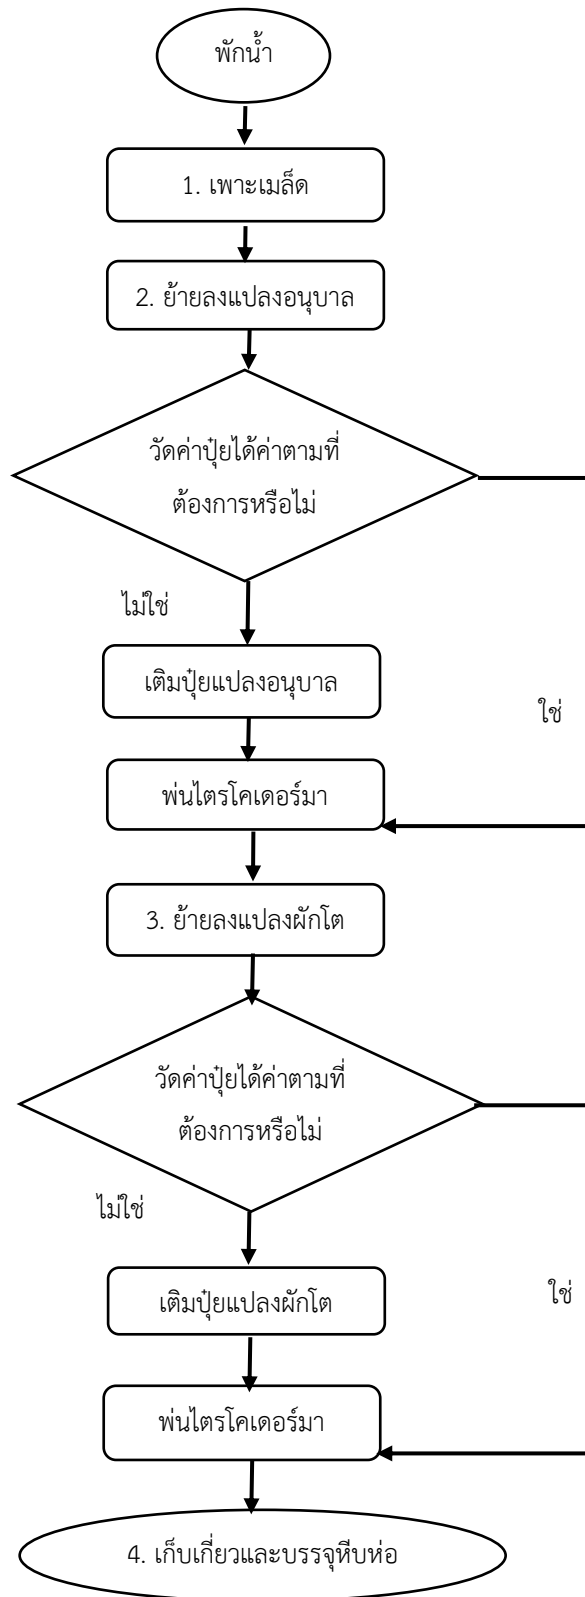 พักน้ำ
1. เพาะเมล็ด
2. ย้ายลงแปลงอนุบาล
วัดค่าปุ๋ยได้ค่าตามที่
ต้องการหรือไม่
ไม่ใช่
เติมปุ๋ยแปลงอนุบาล
ใช่
พ่นไตรโคเดอร์มา
3. ย้ายลงแปลงผักโต
วัดค่าปุ๋ยได้ค่าตามที่
ต้องการหรือไม่
ไม่ใช่
เติมปุ๋ยแปลงผักโต
ใช่
พ่นไตรโคเดอร์มา
4. เก็บเกี่ยวและบรรจุหีบห่อ